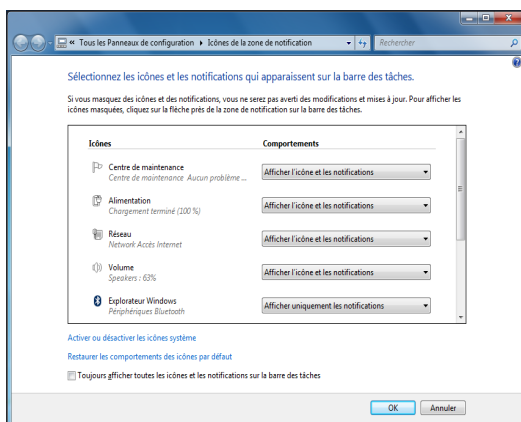 « Tous les Panneaux de configuration ▸ Icônes de la zone de notification
Rechercher
Sélectionnez les icônes et les notifications qui apparaissent sur la barre des tâches.
Si vous masquez des icônes et des notifications, vous ne serez pas averti des modifications et mises à jour. Pour afficher les
icônes masquées, cliquez sur la flèche près de la zone de notification sur la barre des tâches.
Icônes Comportements
Centre de maintenance
Centre de maintenance Aucun problème ...
Afficher l'icône et les notifications
Alimentation
Chargement terminé (100 %)
Afficher l'icône et les notifications
Réseau
Network Accès Internet
Afficher l'icône et les notifications
Volume
Speakers : 63%
Afficher l'icône et les notifications
Explorateur Windows
Périphériques Bluetooth
Afficher uniquement les notifications
Activer ou désactiver les icônes système
Restaurer les comportements des icônes par défaut
Toujours afficher toutes les icônes et les notifications sur la barre des tâches
OK Annuler